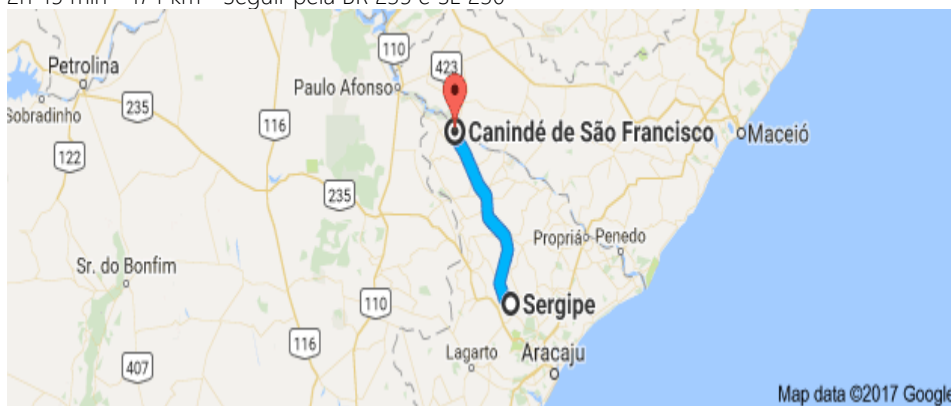 110
423
Petrolina
Paulo Afonso
Sobradinho
235
116
Canindé de São Francisco
Maceió
122
235
Propriá
Penedo
Sr. do Bonfim
110
Sergipe
116
Lagarto
Aracaju
407
Map data ©2017 Google